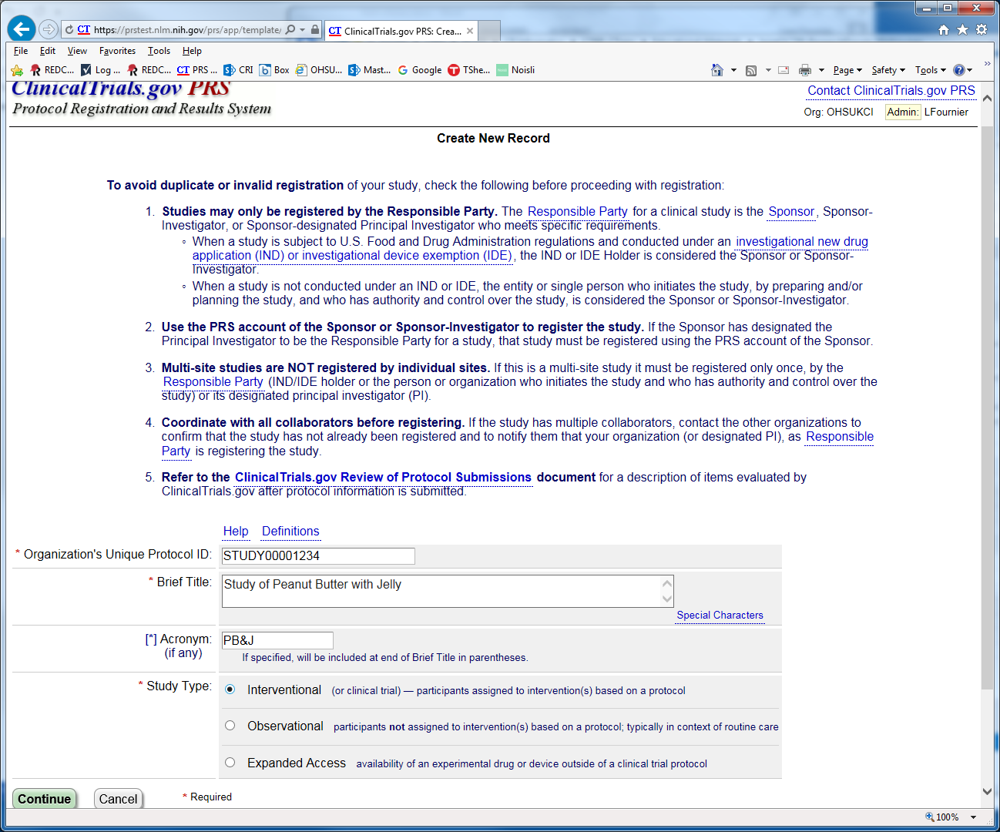 CT https://prstest.nlm.nih.gov/prs/app/template/
CT ClinicalTrials.gov PRS: Crea...
File Edit View Favorites Tools Help
REDC... Log ... REDC... CT PRS ... CRI Box OHSU... Mast... Google TShe... Noisli
Page Safety Tools
ClinicalTrials.gov PRS
Protocol Registration and Results System
Contact ClinicalTrials.gov PRS
Org: OHSUKCI Admin: LFournier
Create New Record
To avoid duplicate or invalid registration of your study, check the following before proceeding with registration:
1. Studies may only be registered by the Responsible Party. The Responsible Party for a clinical study is the Sponsor, Sponsor-
Investigator, or Sponsor-designated Principal Investigator who meets specific requirements.
◦ When a study is subject to U.S. Food and Drug Administration regulations and conducted under an investigational new drug
application (IND) or investigational device exemption (IDE), the IND or IDE Holder is considered the Sponsor or Sponsor-
Investigator.
◦ When a study is not conducted under an IND or IDE, the entity or single person who initiates the study, by preparing and/or
planning the study, and who has authority and control over the study, is considered the Sponsor or Sponsor-Investigator.
2. Use the PRS account of the Sponsor or Sponsor-Investigator to register the study. If the Sponsor has designated the
Principal Investigator to be the Responsible Party for a study, that study must be registered using the PRS account of the Sponsor.
3. Multi-site studies are NOT registered by individual sites. If this is a multi-site study it must be registered only once, by the
Responsible Party (IND/IDE holder or the person or organization who initiates the study and who has authority and control over the
study) or its designated principal investigator (PI).
4. Coordinate with all collaborators before registering. If the study has multiple collaborators, contact the other organizations to
confirm that the study has not already been registered and to notify them that your organization (or designated PI), as Responsible
Party is registering the study.
5. Refer to the ClinicalTrials.gov Review of Protocol Submissions document for a description of items evaluated by
ClinicalTrials.gov after protocol information is submitted.
Help Definitions
* Organization's Unique Protocol ID: STUDY00001234
* Brief Title: Study of Peanut Butter with Jelly
Special Characters
[*] Acronym: PB&J
(if any) If specified, will be included at end of Brief Title in parentheses.
* Study Type: Interventional (or clinical trial) — participants assigned to intervention(s) based on a protocol
Observational participants not assigned to intervention(s) based on a protocol; typically in context of routine care
Expanded Access availability of an experimental drug or device outside of a clinical trial protocol
Continue Cancel * Required
100%